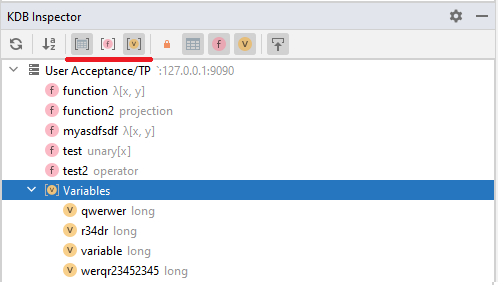 KDB Inspector
User Acceptance/TP `:127.0.0.1:9090
function λ[x, y]
function2 projection
myasdfsdf λ[x, y]
test unary[x]
test2 operator
Variables
qwerwer long
r34dr long
variable long
werqr23452345 long